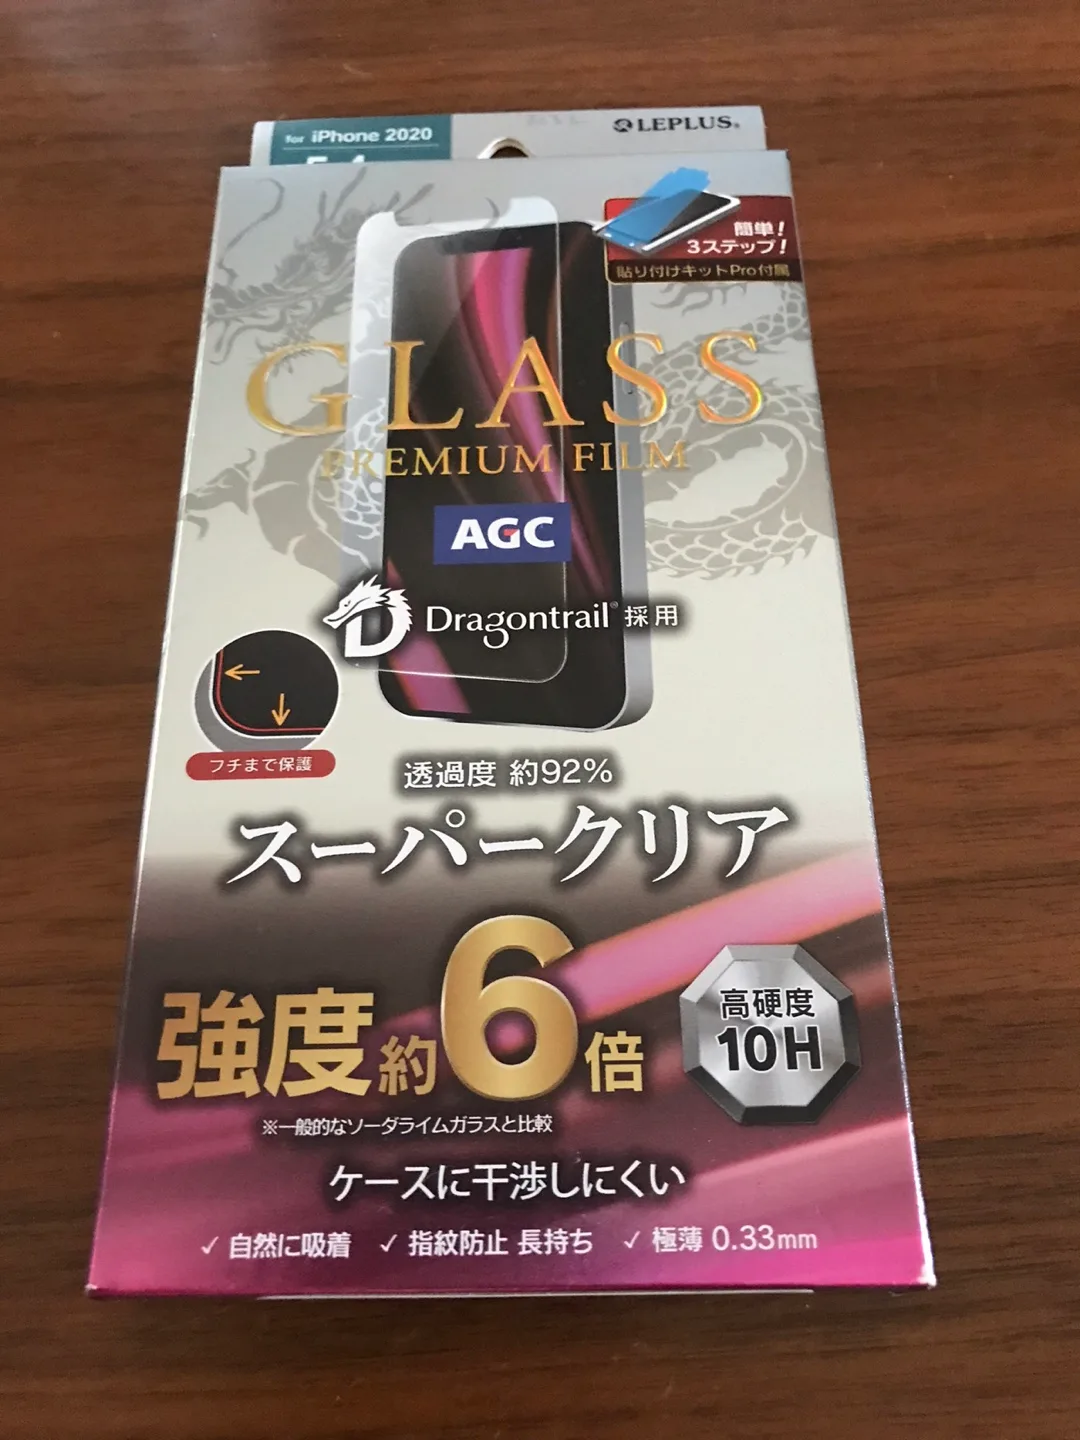 for iPhone 2020
LEPLUS®
簡単!
3ステップ!
貼り付けキットPro付属
GLASS
PREMIUM FILM
AGC
Dragontrail® 採用
フチまで保護
透過度 約92%
スーパークリア
強度約6倍
高硬度
10H
※一般的なソーダライムガラスと比較
ケースに干渉しにくい
✓ 自然に吸着 ✓ 指紋防止 長持ち ✓ 極薄 0.33mm